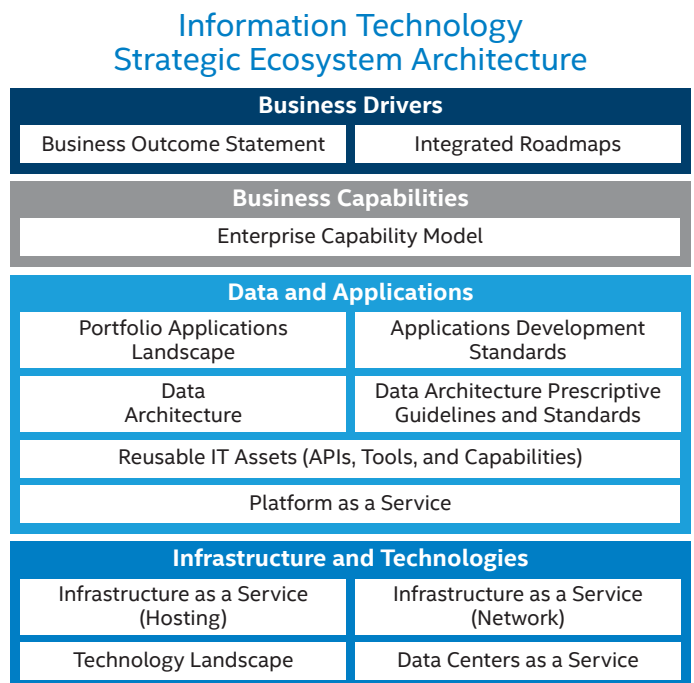 Information Technology
Strategic Ecosystem Architecture
Business Drivers
Business Outcome Statement
Integrated Roadmaps
Business Capabilities
Enterprise Capability Model
Data and Applications
Portfolio Applications
Landscape
Applications Development
Standards
Data
Architecture
Data Architecture Prescriptive
Guidelines and Standards
Reusable IT Assets (APIs, Tools, and Capabilities)
Platform as a Service
Infrastructure and Technologies
Infrastructure as a Service
(Hosting)
Infrastructure as a Service
(Network)
Technology Landscape
Data Centers as a Service